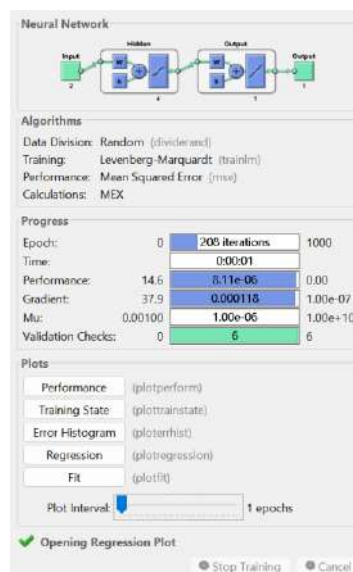 Neural Network
Hidden Output
Input Output
W W
b b
2 4 1 1
Algorithms
Data Division: Random (dividerand)
Training: Levenberg-Marquardt (trainlm)
Performance: Mean Squared Error (mse)
Calculations: MEX
Progress
Epoch: 0 208 iterations 1000
Time: 0:00:01
Performance: 14.6 8.11e-06 0.00
Gradient: 37.9 0.000118 1.00e-07
Mu: 0.00100 1.00e-06 1.00e+10
Validation Checks: 0 6 6
Plots
Performance (plotperform)
Training State (plottrainstate)
Error Histogram (ploterrhist)
Regression (plotregression)
Fit (plotfit)
Plot Interval: 1 epochs
Opening Regression Plot
Stop Training Cancel